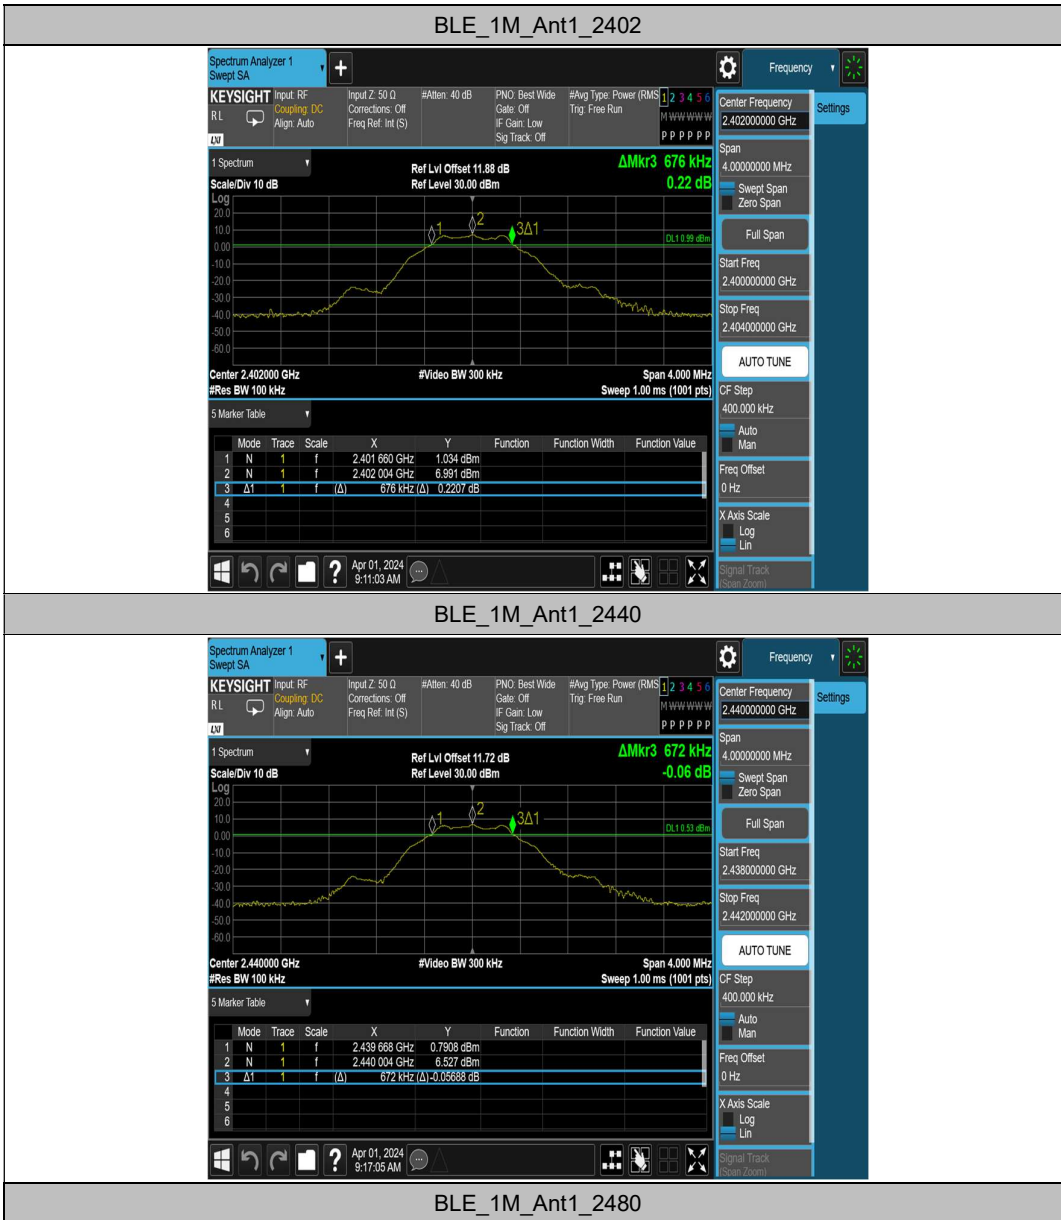 BLE_1M_Ant1_2402
Spectrum Analyzer 1
Swept SA
+
Frequency
KEYSIGHT
RL
LXI
Input: RF
Coupling: DC
Align: Auto
Input Z: 50 Ω
Corrections: Off
Freq Ref: Int (S)
#Atten: 40 dB
PNO: Best Wide
Gate: Off
IF Gain: Low
Sig Track: Off
#Avg Type: Power (RMS
Trig: Free Run
1 2 3 4 5 6
M W W W W W
P P P P P P
1 Spectrum
Scale/Div 10 dB
Ref Lvl Offset 11.88 dB
Ref Level 30.00 dBm
ΔMkr3 676 kHz
0.22 dB
Log
20.0
10.0
0.00
-10.0
-20.0
-30.0
-40.0
-50.0
-60.0
1
2
3Δ1
DL1 0.99 dBm
Center 2.402000 GHz
#Res BW 100 kHz
#Video BW 300 kHz
Span 4.000 MHz
Sweep 1.00 ms (1001 pts)
5 Marker Table
Mode Trace Scale X Y Function Function Width Function Value
1 N 1 f 2.401 660 GHz 1.034 dBm
2 N 1 f 2.402 004 GHz 6.991 dBm
3 Δ1 1 f (Δ) 676 kHz (Δ) 0.2207 dB
4
5
6
?
Apr 01, 2024
9:11:03 AM
Center Frequency
2.402000000 GHz
Settings
Span
4.00000000 MHz
Swept Span
Zero Span
Full Span
Start Freq
2.400000000 GHz
Stop Freq
2.404000000 GHz
AUTO TUNE
CF Step
400.000 kHz
Auto
Man
Freq Offset
0 Hz
X Axis Scale
Log
Lin
Signal Track
(Span Zoom)
BLE_1M_Ant1_2440
Spectrum Analyzer 1
Swept SA
+
Frequency
KEYSIGHT
RL
LXI
Input: RF
Coupling: DC
Align: Auto
Input Z: 50 Ω
Corrections: Off
Freq Ref: Int (S)
#Atten: 40 dB
PNO: Best Wide
Gate: Off
IF Gain: Low
Sig Track: Off
#Avg Type: Power (RMS
Trig: Free Run
1 2 3 4 5 6
M W W W W W
P P P P P P
1 Spectrum
Scale/Div 10 dB
Ref Lvl Offset 11.72 dB
Ref Level 30.00 dBm
ΔMkr3 672 kHz
-0.06 dB
Log
20.0
10.0
0.00
-10.0
-20.0
-30.0
-40.0
-50.0
-60.0
1
2
3Δ1
DL1 0.53 dBm
Center 2.440000 GHz
#Res BW 100 kHz
#Video BW 300 kHz
Span 4.000 MHz
Sweep 1.00 ms (1001 pts)
5 Marker Table
Mode Trace Scale X Y Function Function Width Function Value
1 N 1 f 2.439 668 GHz 0.7908 dBm
2 N 1 f 2.440 004 GHz 6.527 dBm
3 Δ1 1 f (Δ) 672 kHz (Δ) -0.05688 dB
4
5
6
?
Apr 01, 2024
9:17:05 AM
Center Frequency
2.440000000 GHz
Settings
Span
4.00000000 MHz
Swept Span
Zero Span
Full Span
Start Freq
2.438000000 GHz
Stop Freq
2.442000000 GHz
AUTO TUNE
CF Step
400.000 kHz
Auto
Man
Freq Offset
0 Hz
X Axis Scale
Log
Lin
Signal Track
(Span Zoom)
BLE_1M_Ant1_2480